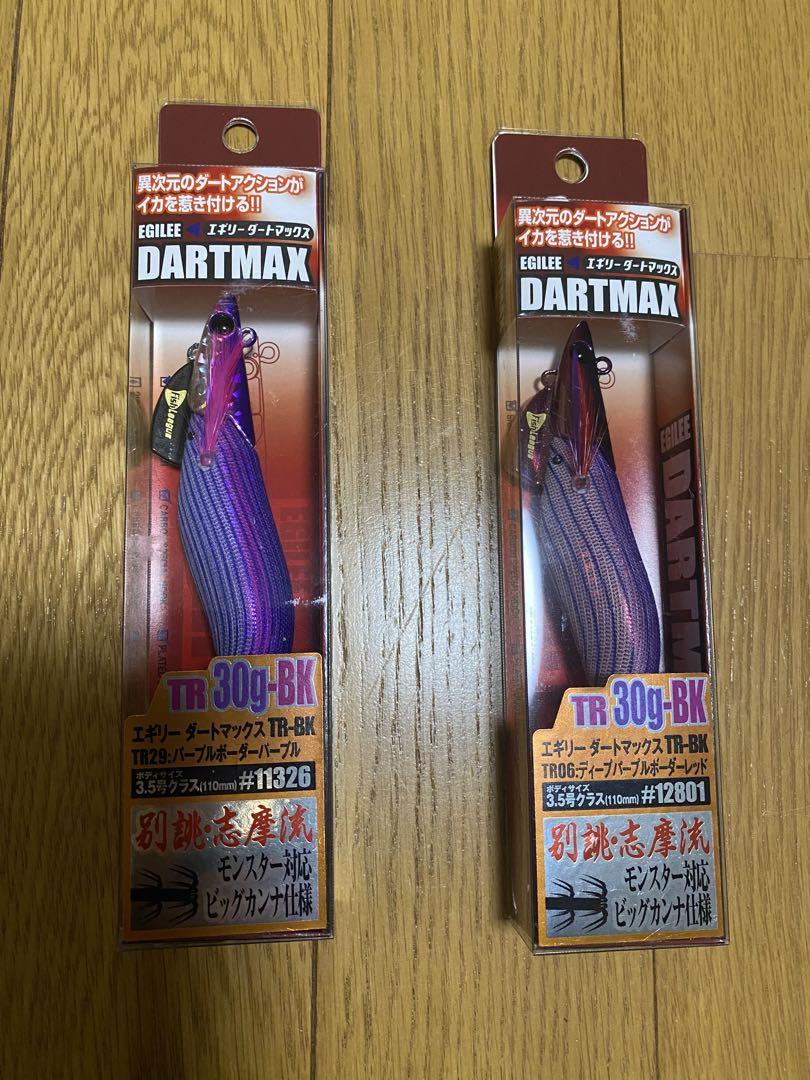 異次元のダートアクションが
イカを惹き付ける!!
EGILEE エギリーダートマックス
DARTMAX
FishLeague
TR 30g-BK
エギリー ダートマックス TR-BK
TR29:パープルボーダーパープル
ボディサイズ
3.5号クラス(110mm) #11326
別誂・志摩流
モンスター対応
ビッグカンナ仕様
異次元のダートアクションが
イカを惹き付ける!!
EGILEE エギリーダートマックス
DARTMAX
FishLeague
EGILEE
DARTM
TR 30g-BK
エギリー ダートマックス TR-BK
TR06:ディープパープルボーダーレッド
ボディサイズ
3.5号クラス(110mm) #12801
別誂・志摩流
モンスター対応
ビッグカンナ仕様